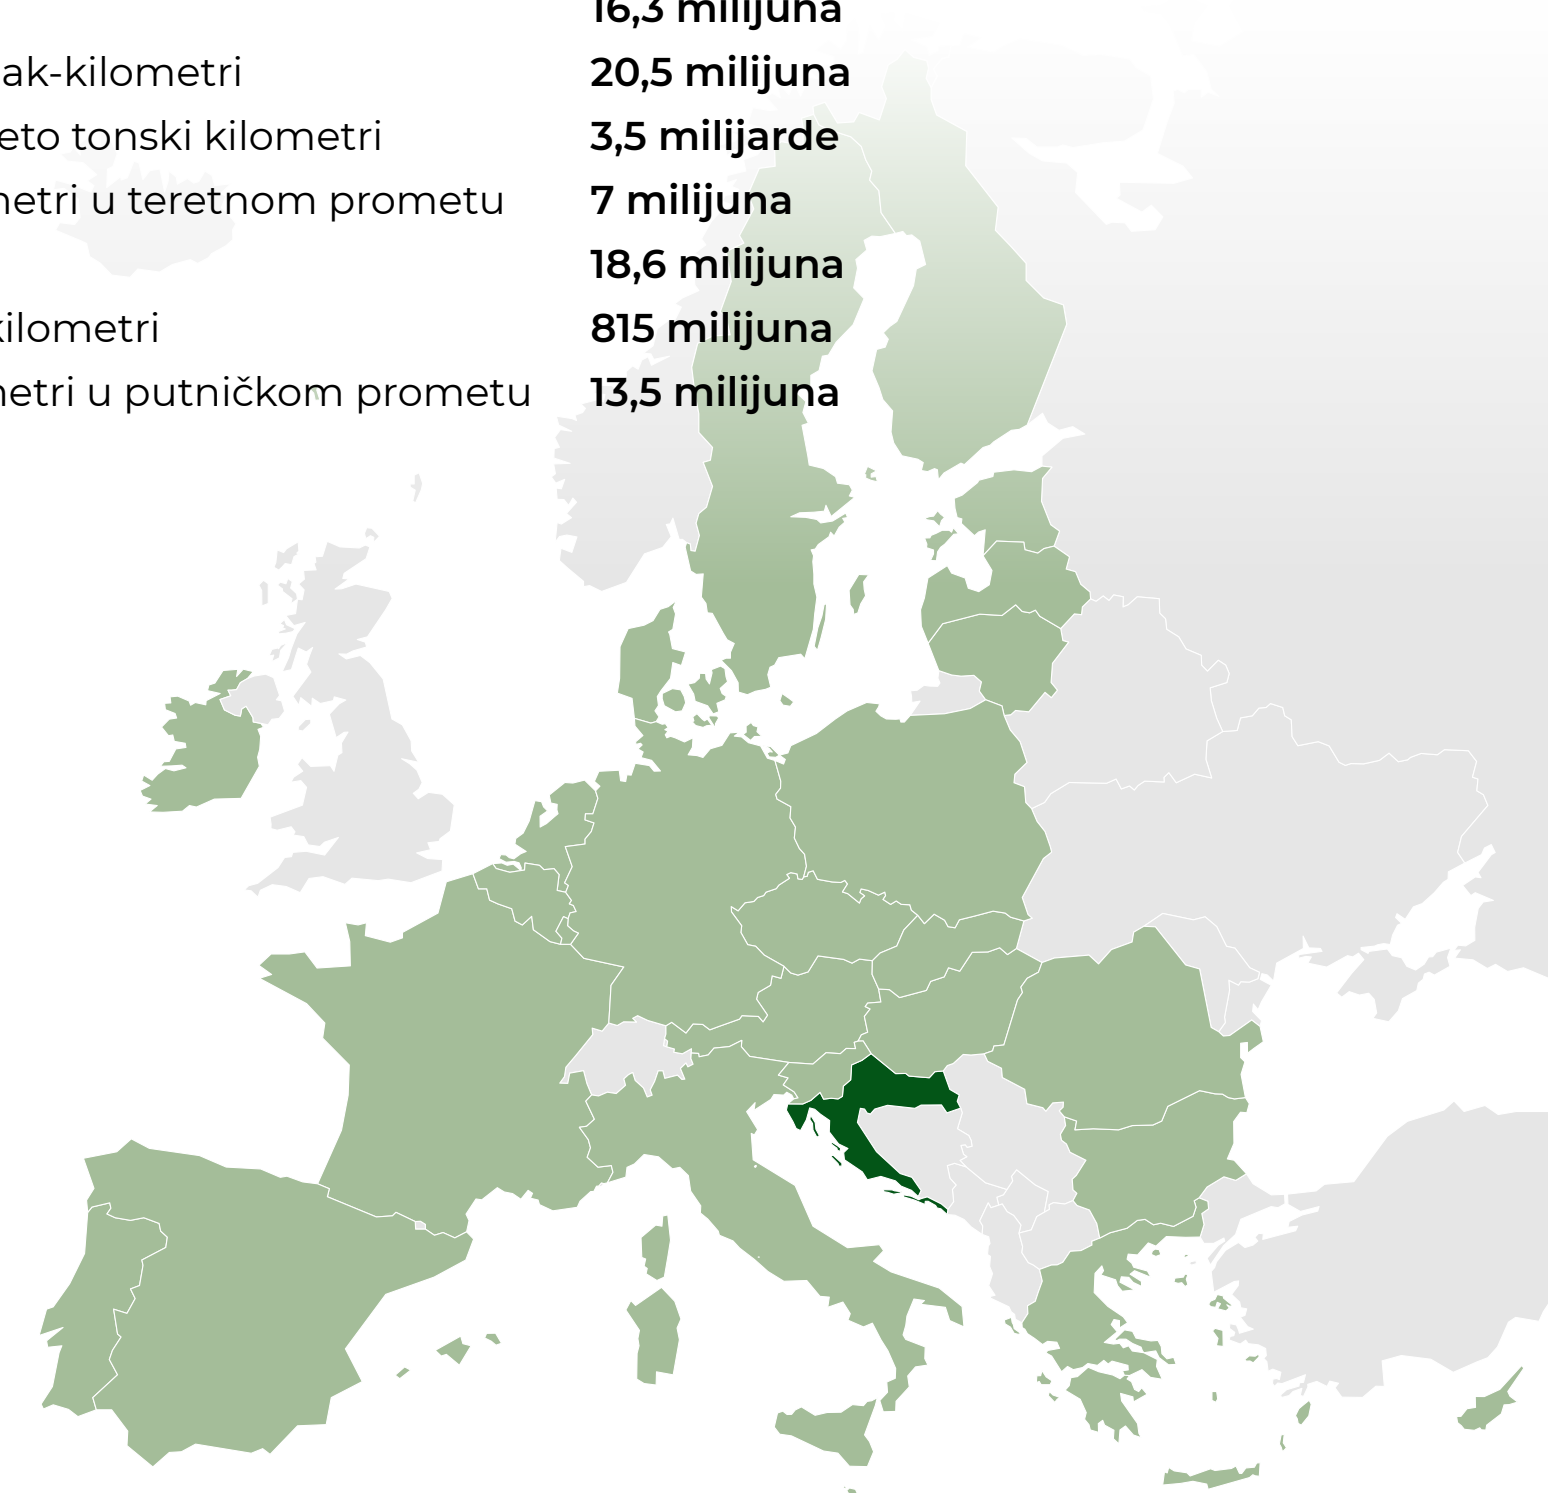 16,3 milijuna
ak-kilometri 20,5 milijuna
eto tonski kilometri 3,5 milijarde
metri u teretnom prometu 7 milijuna
18,6 milijuna
kilometri 815 milijuna
metri u putničkom prometu 13,5 milijuna